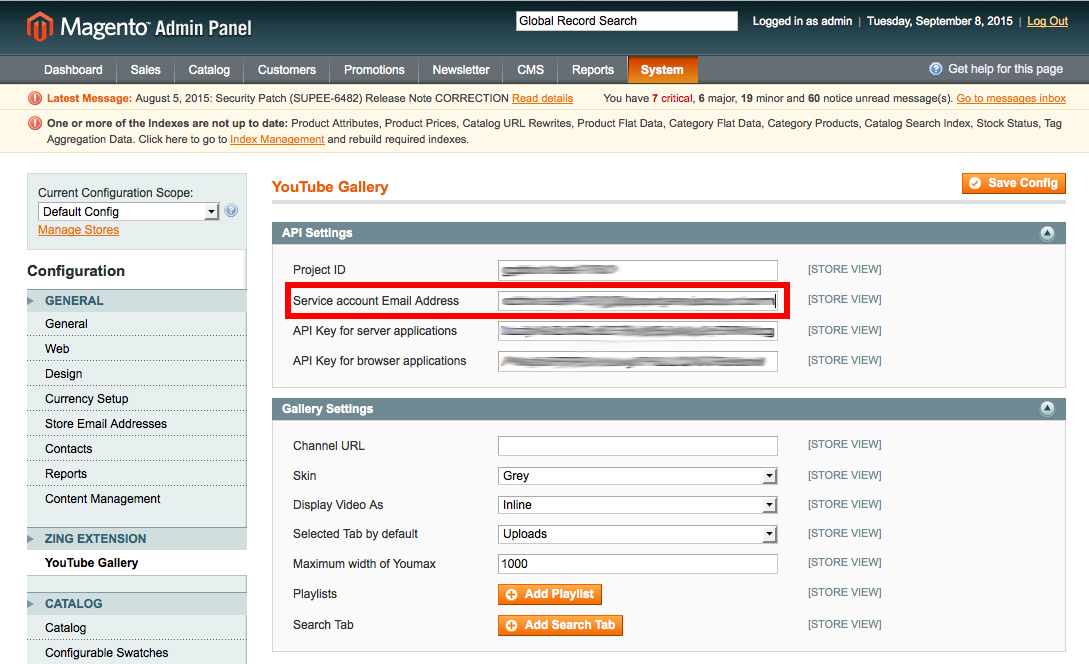 Magento™ Admin Panel
Global Record Search
Logged in as admin | Tuesday, September 8, 2015 | Log Out
Dashboard Sales Catalog Customers Promotions Newsletter CMS Reports System Get help for this page
Latest Message: August 5, 2015: Security Patch (SUPEE-6482) Release Note CORRECTION Read details You have 7 critical, 6 major, 19 minor and 60 notice unread message(s). Go to messages inbox
One or more of the Indexes are not up to date: Product Attributes, Product Prices, Catalog URL Rewrites, Product Flat Data, Category Flat Data, Category Products, Catalog Search Index, Stock Status, Tag
Aggregation Data. Click here to go to Index Management and rebuild required indexes.
Current Configuration Scope:
Default Config
Manage Stores
Configuration
GENERAL
General
Web
Design
Currency Setup
Store Email Addresses
Contacts
Reports
Content Management
ZING EXTENSION
YouTube Gallery
CATALOG
Catalog
Configurable Swatches
YouTube Gallery
Save Config
API Settings
Project ID [STORE VIEW]
Service account Email Address [STORE VIEW]
API Key for server applications [STORE VIEW]
API Key for browser applications [STORE VIEW]
Gallery Settings
Channel URL [STORE VIEW]
Skin Grey [STORE VIEW]
Display Video As Inline [STORE VIEW]
Selected Tab by default Uploads [STORE VIEW]
Maximum width of Youmax 1000 [STORE VIEW]
Playlists Add Playlist [STORE VIEW]
Search Tab Add Search Tab [STORE VIEW]